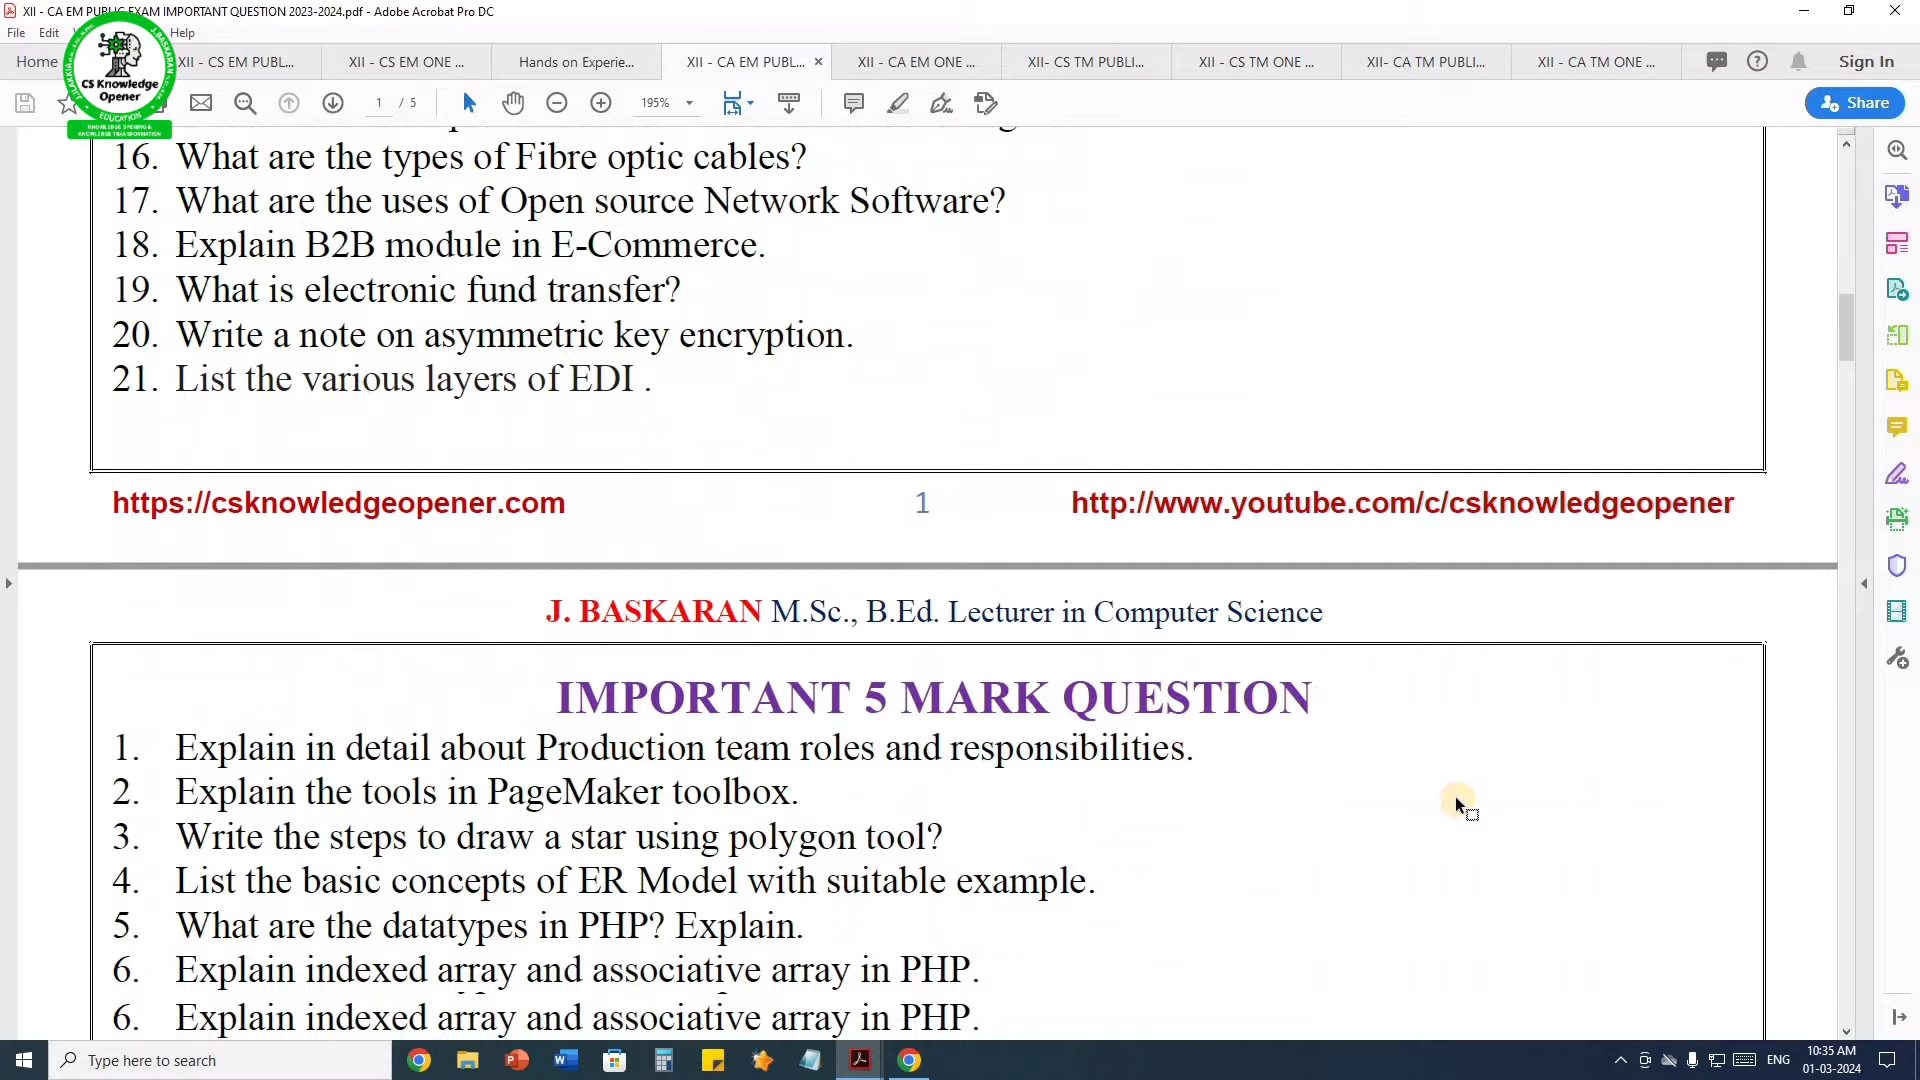 XII - CA EM PUBLIC EXAM IMPORTANT QUESTION 2023-2024.pdf - Adobe Acrobat Pro DC
File Edit Help
Home XII - CS EM PUBL... XII - CS EM ONE ... Hands on Experie... XII - CA EM PUBL... XII - CA EM ONE ... XII- CS TM PUBLI... XII - CS TM ONE ... XII- CA TM PUBLI... XII - CA TM ONE ... Sign In
CS Knowledge
Opener
EDUCATION
KNOWLEDGE OPENING &
KNOWLEDGE TRANSFORMATION
1 / 5 195% Share
16. What are the types of Fibre optic cables?
17. What are the uses of Open source Network Software?
18. Explain B2B module in E-Commerce.
19. What is electronic fund transfer?
20. Write a note on asymmetric key encryption.
21. List the various layers of EDI .
https://csknowledgeopener.com 1 http://www.youtube.com/c/csknowledgeopener
J. BASKARAN M.Sc., B.Ed. Lecturer in Computer Science
IMPORTANT 5 MARK QUESTION
1. Explain in detail about Production team roles and responsibilities.
2. Explain the tools in PageMaker toolbox.
3. Write the steps to draw a star using polygon tool?
4. List the basic concepts of ER Model with suitable example.
5. What are the datatypes in PHP? Explain.
6. Explain indexed array and associative array in PHP.
6. Explain indexed array and associative array in PHP.
Type here to search ENG 10:35 AM
01-03-2024